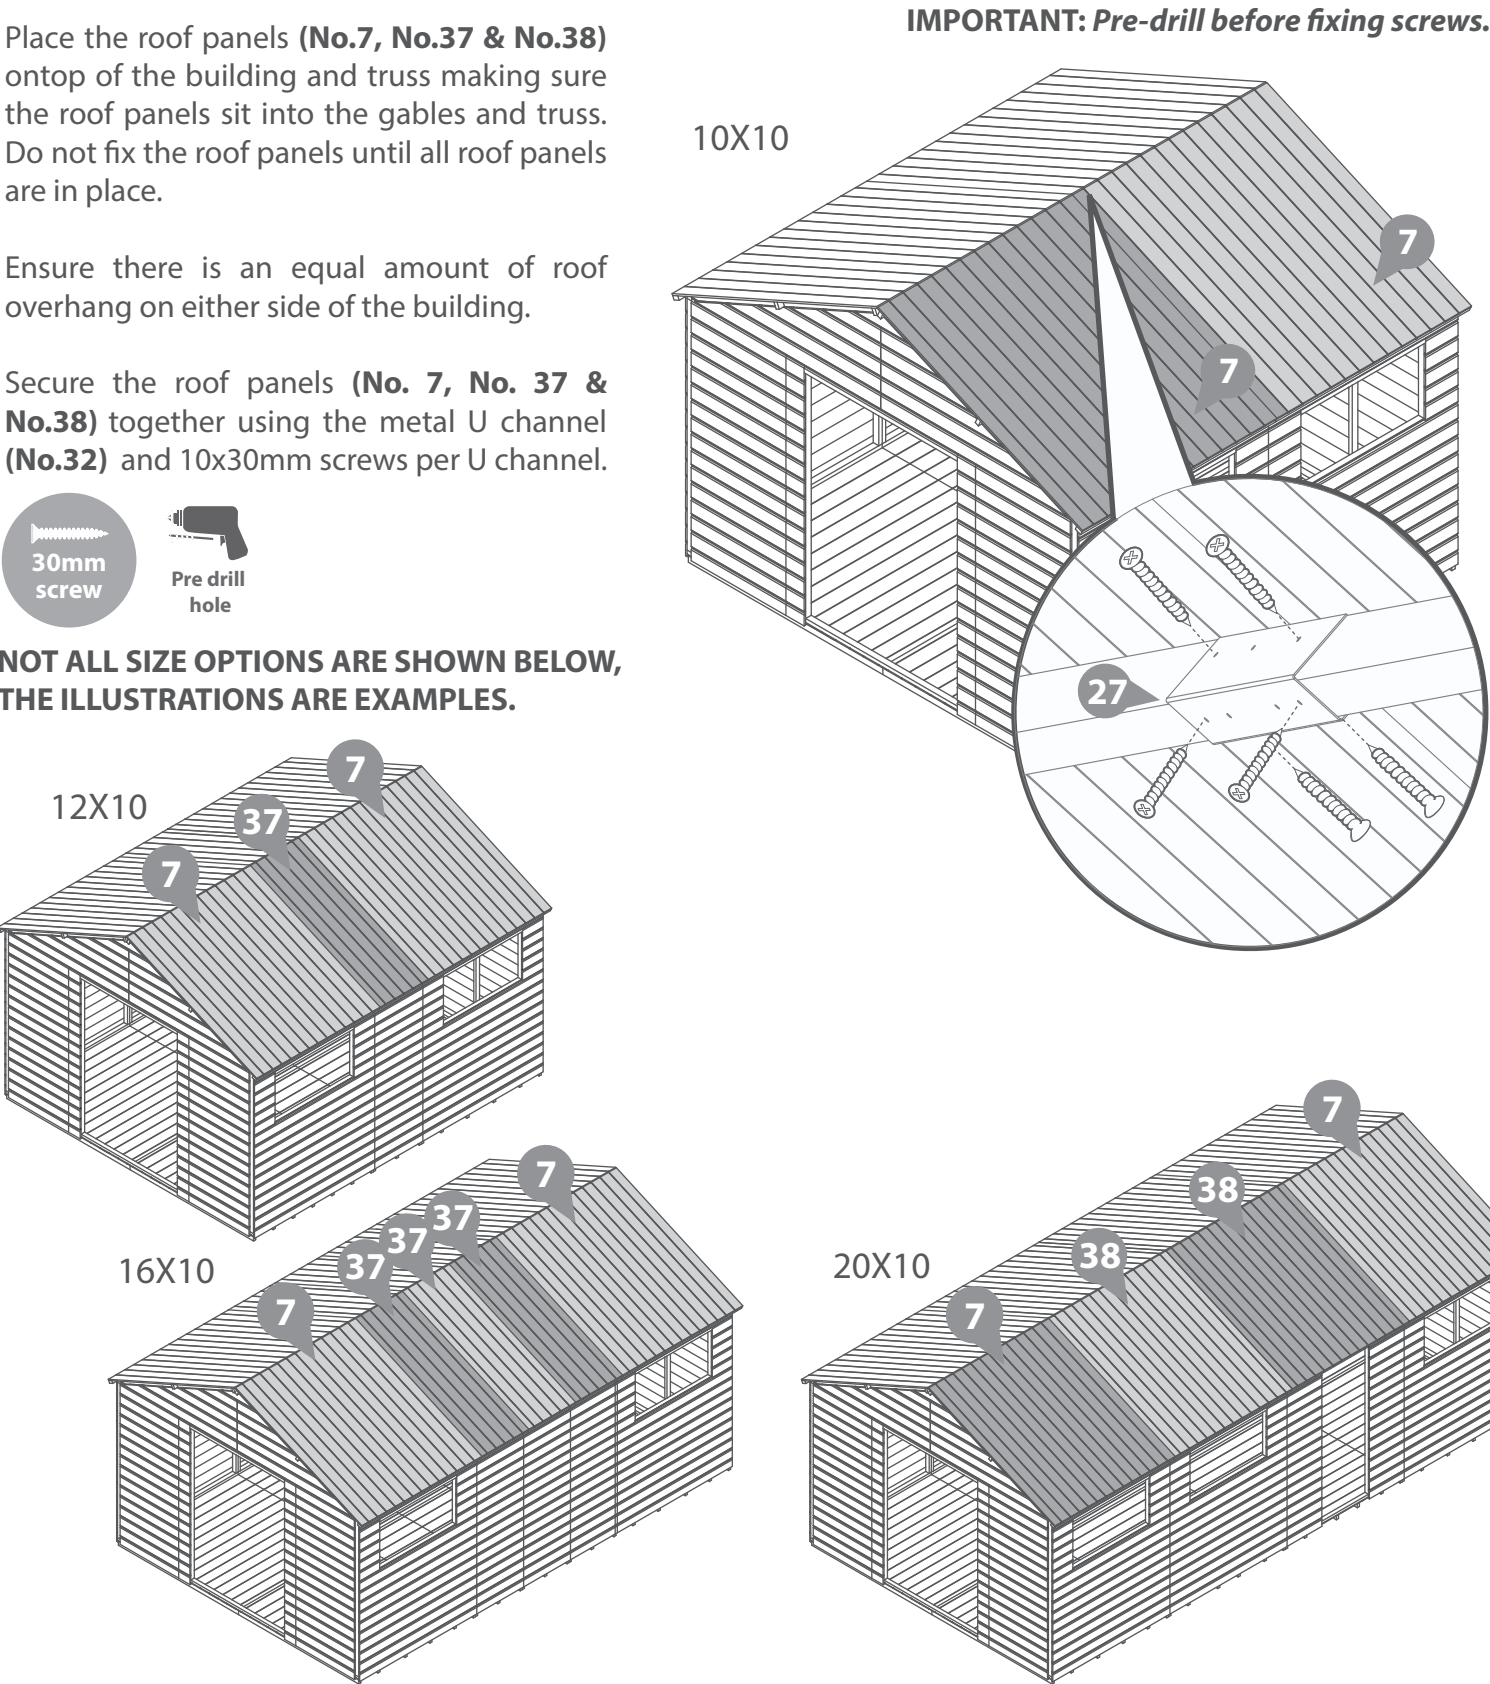 Place the roof panels (No.7, No.37 & No.38)
ontop of the building and truss making sure
the roof panels sit into the gables and truss.
Do not fix the roof panels until all roof panels
are in place.
Ensure there is an equal amount of roof
overhang on either side of the building.
Secure the roof panels (No. 7, No. 37 &
No.38) together using the metal U channel
(No.32) and 10x30mm screws per U channel.
30mm
screw
Pre drill
hole
NOT ALL SIZE OPTIONS ARE SHOWN BELOW,
THE ILLUSTRATIONS ARE EXAMPLES.
IMPORTANT: Pre-drill before fixing screws.
10X10
7
7
27
12X10
7
37
7
16X10
7
37
37
37
7
20X10
7
38
38
7